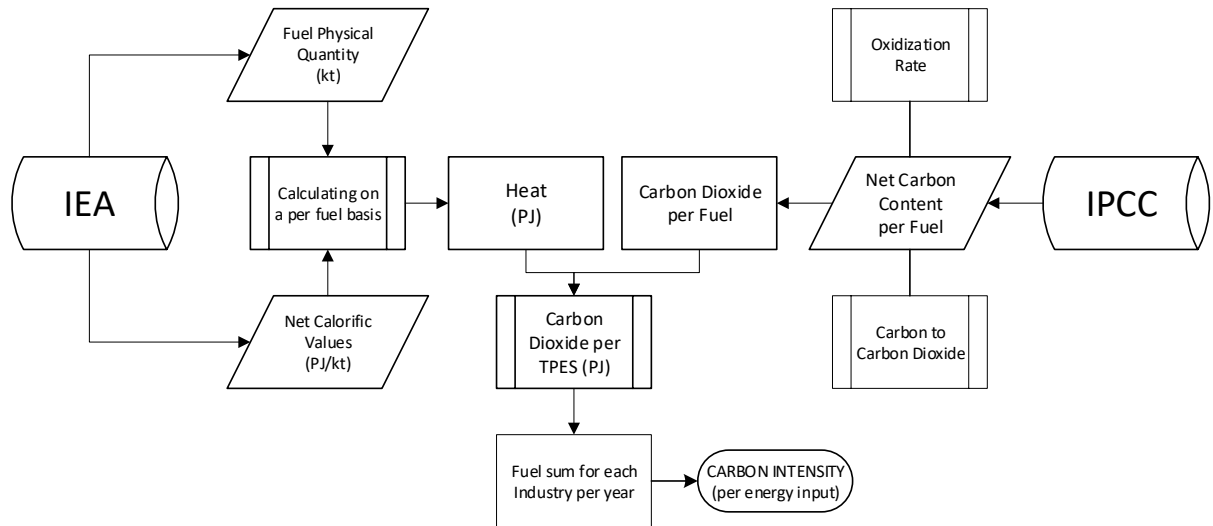 Fuel Physical
Quantity
(kt)
Oxidization
Rate
IEA
Calculating on
a per fuel basis
Heat
(PJ)
Carbon Dioxide
per Fuel
Net Carbon
Content
per Fuel
IPCC
Net Calorific
Values
(PJ/kt)
Carbon
Dioxide per
TPES (PJ)
Carbon to
Carbon Dioxide
Fuel sum for each
Industry per year
CARBON INTENSITY
(per energy input)